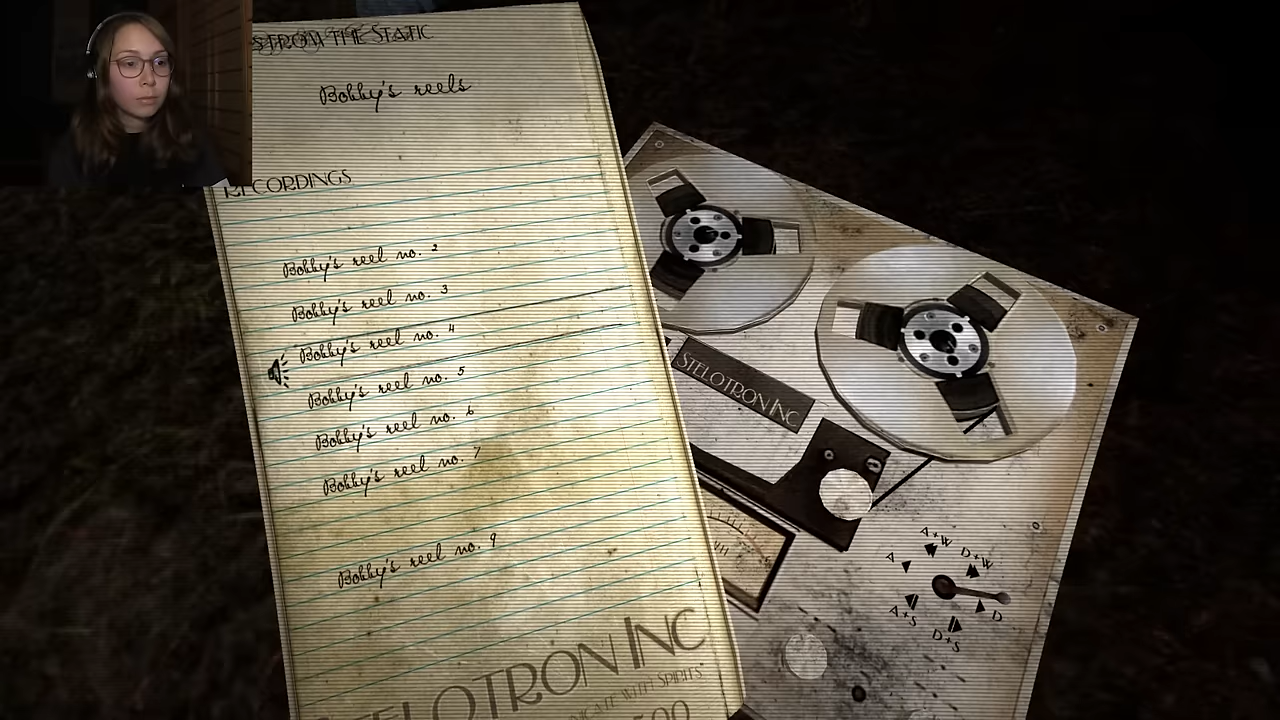 FROM THE STATIC
Bobby's reels
RECORDINGS
Bobby's reel no. 2
Bobby's reel no. 3
Bobby's reel no. 4
Bobby's reel no. 5
Bobby's reel no. 6
Bobby's reel no. 7
Bobby's reel no. 9
STELOTRON INC
WITH SPIRITS"
STELOTRON INC
A+W
D+W
A
D
A+S
D+S